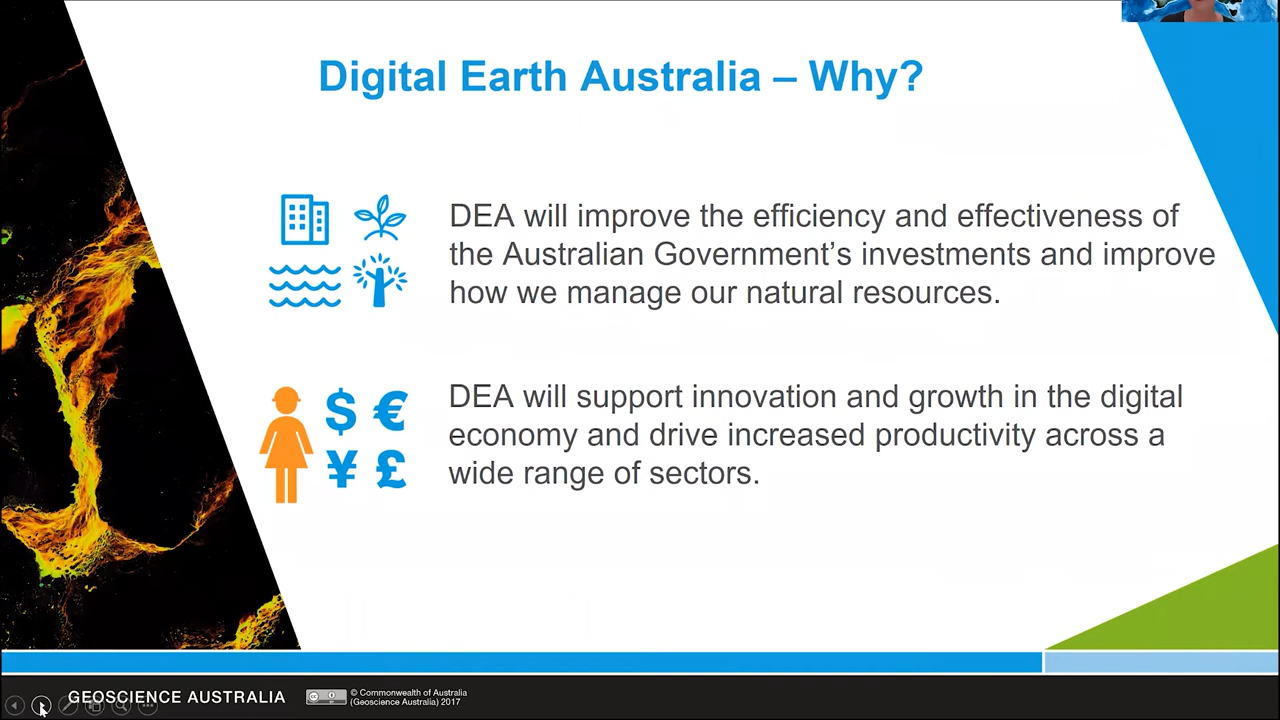 Digital Earth Australia – Why?
DEA will improve the efficiency and effectiveness of
the Australian Government’s investments and improve
how we manage our natural resources.
$ €
¥ £
DEA will support innovation and growth in the digital
economy and drive increased productivity across a
wide range of sectors.
GEOSCIENCE AUSTRALIA
© Commonwealth of Australia
(Geoscience Australia) 2017